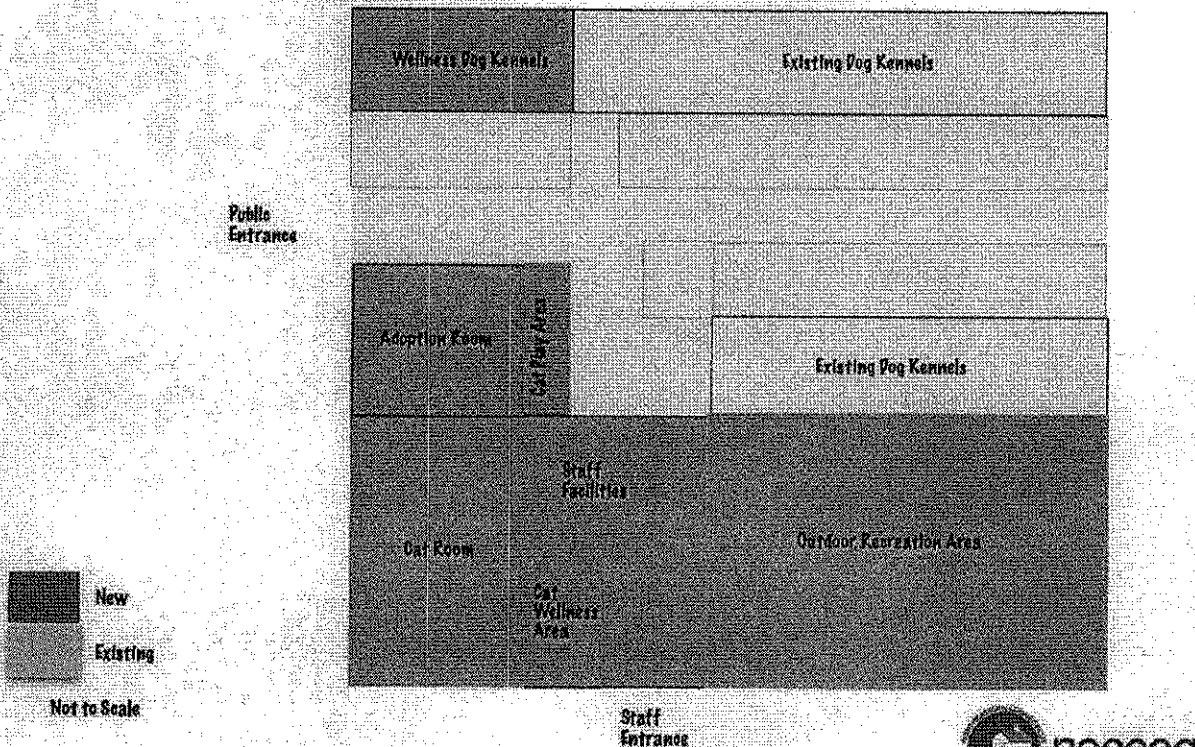 Wellness Dog Kennels
Existing Dog Kennels
Public
Entrance
Adoption Room
Cat Play Area
Existing Dog Kennels
Staff
Facilities
Cat Room
Outdoor Recreation Area
Cat
Wellness
Area
New
Existing
Not to Scale
Staff
Entrance